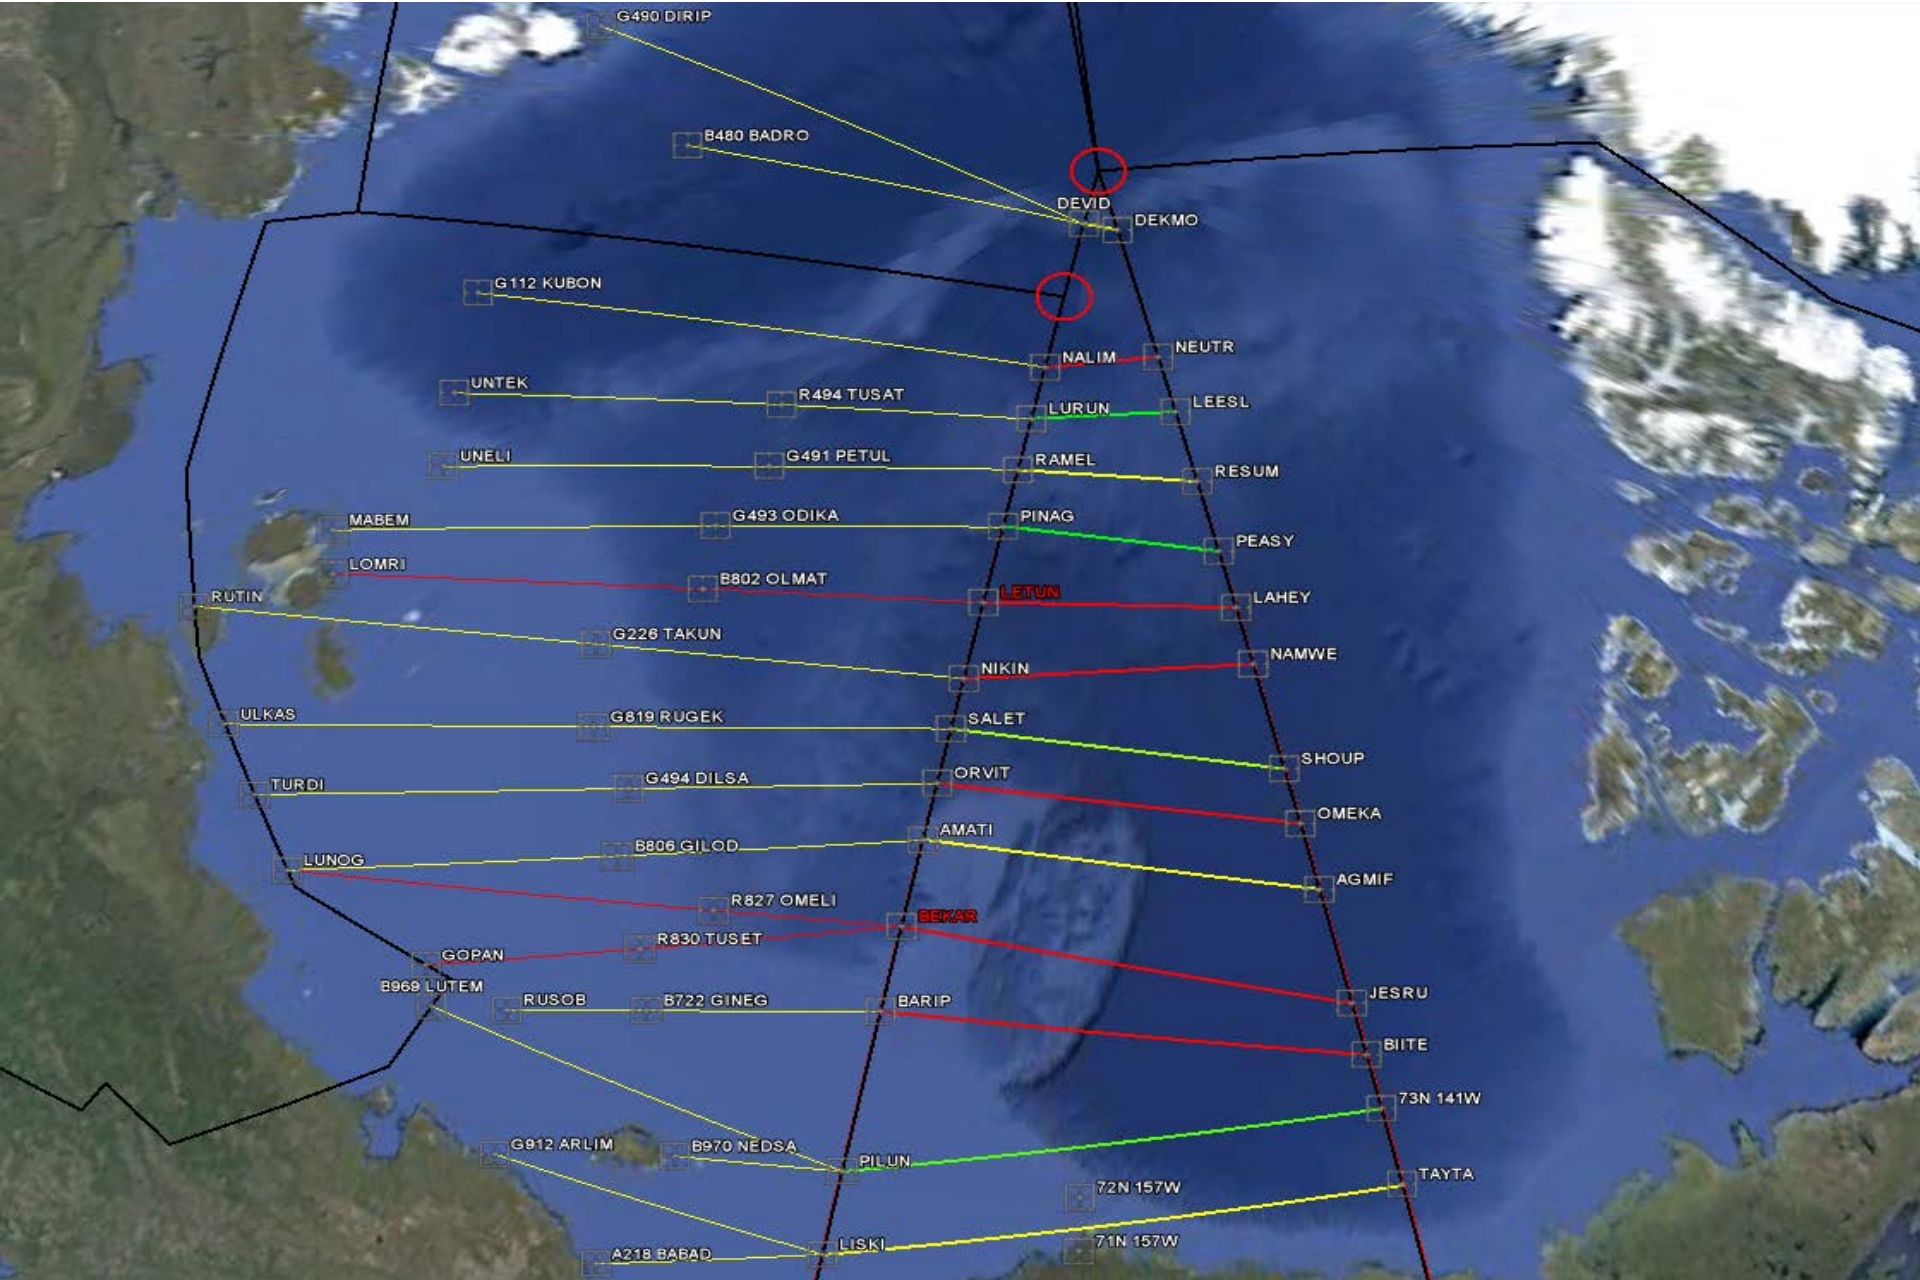 G490 DIRIP
B480 BADRO
DEVID
DEKMO
G112 KUBON
NALIM
NEUTR
UNTEK
R494 TUSAT
LURUN
LEESL
UNELI
G491 PETUL
RAMEL
RESUM
MABEM
G493 ODIKA
PINAG
PEASY
LOMRI
B802 OLMAT
LETUN
LAHEY
RUTIN
G226 TAKUN
NIKIN
NAMWE
ULKAS
G819 RUGEK
SALET
SHOUP
TURDI
G494 DILSA
ORVIT
OMEKA
LUNOG
B806 GILOD
AMATI
AGMIF
R827 OMELI
BEKAR
GOPAN
R830 TUSET
JESRU
B969 LUTEM
RUSOB
B722 GINEG
BARIP
BIITE
73N 141W
G912 ARLIM
B970 NEDSA
PILUN
TAYTA
72N 157W
A218 BABAD
LISKI
71N 157W